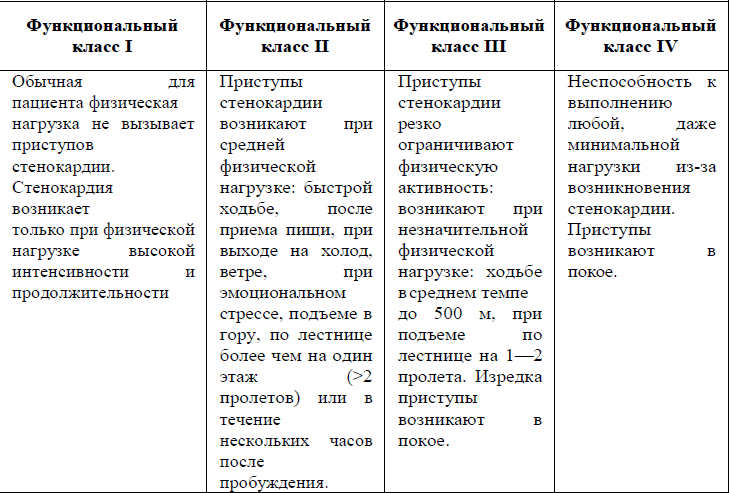 Функциональный
класс I
Функциональный
класс II
Функциональный
класс III
Функциональный
класс IV
Обычная для
пациента физическая
нагрузка не вызывает
приступов
стенокардии.
Стенокардия
возникает
только при физической
нагрузке высокой
интенсивности и
продолжительности
Приступы
стенокардии
возникают при
средней
физической
нагрузке: быстрой
ходьбе, после
приема пищи, при
выходе на холод,
ветре, при
эмоциональном
стрессе, подъеме в
гору, по лестнице
более чем на один
этаж (>2
пролетов) или в
течение
нескольких часов
после
пробуждения.
Приступы
стенокардии
резко
ограничивают
физическую
активность:
возникают при
незначительной
физической
нагрузке: ходьбе
в среднем темпе
до 500 м, при
подъеме по
лестнице на 1—2
пролета. Изредка
приступы
возникают в
покое.
Неспособность к
выполнению
любой, даже
минимальной
нагрузки из-за
возникновения
стенокардии.
Приступы
возникают в
покое.